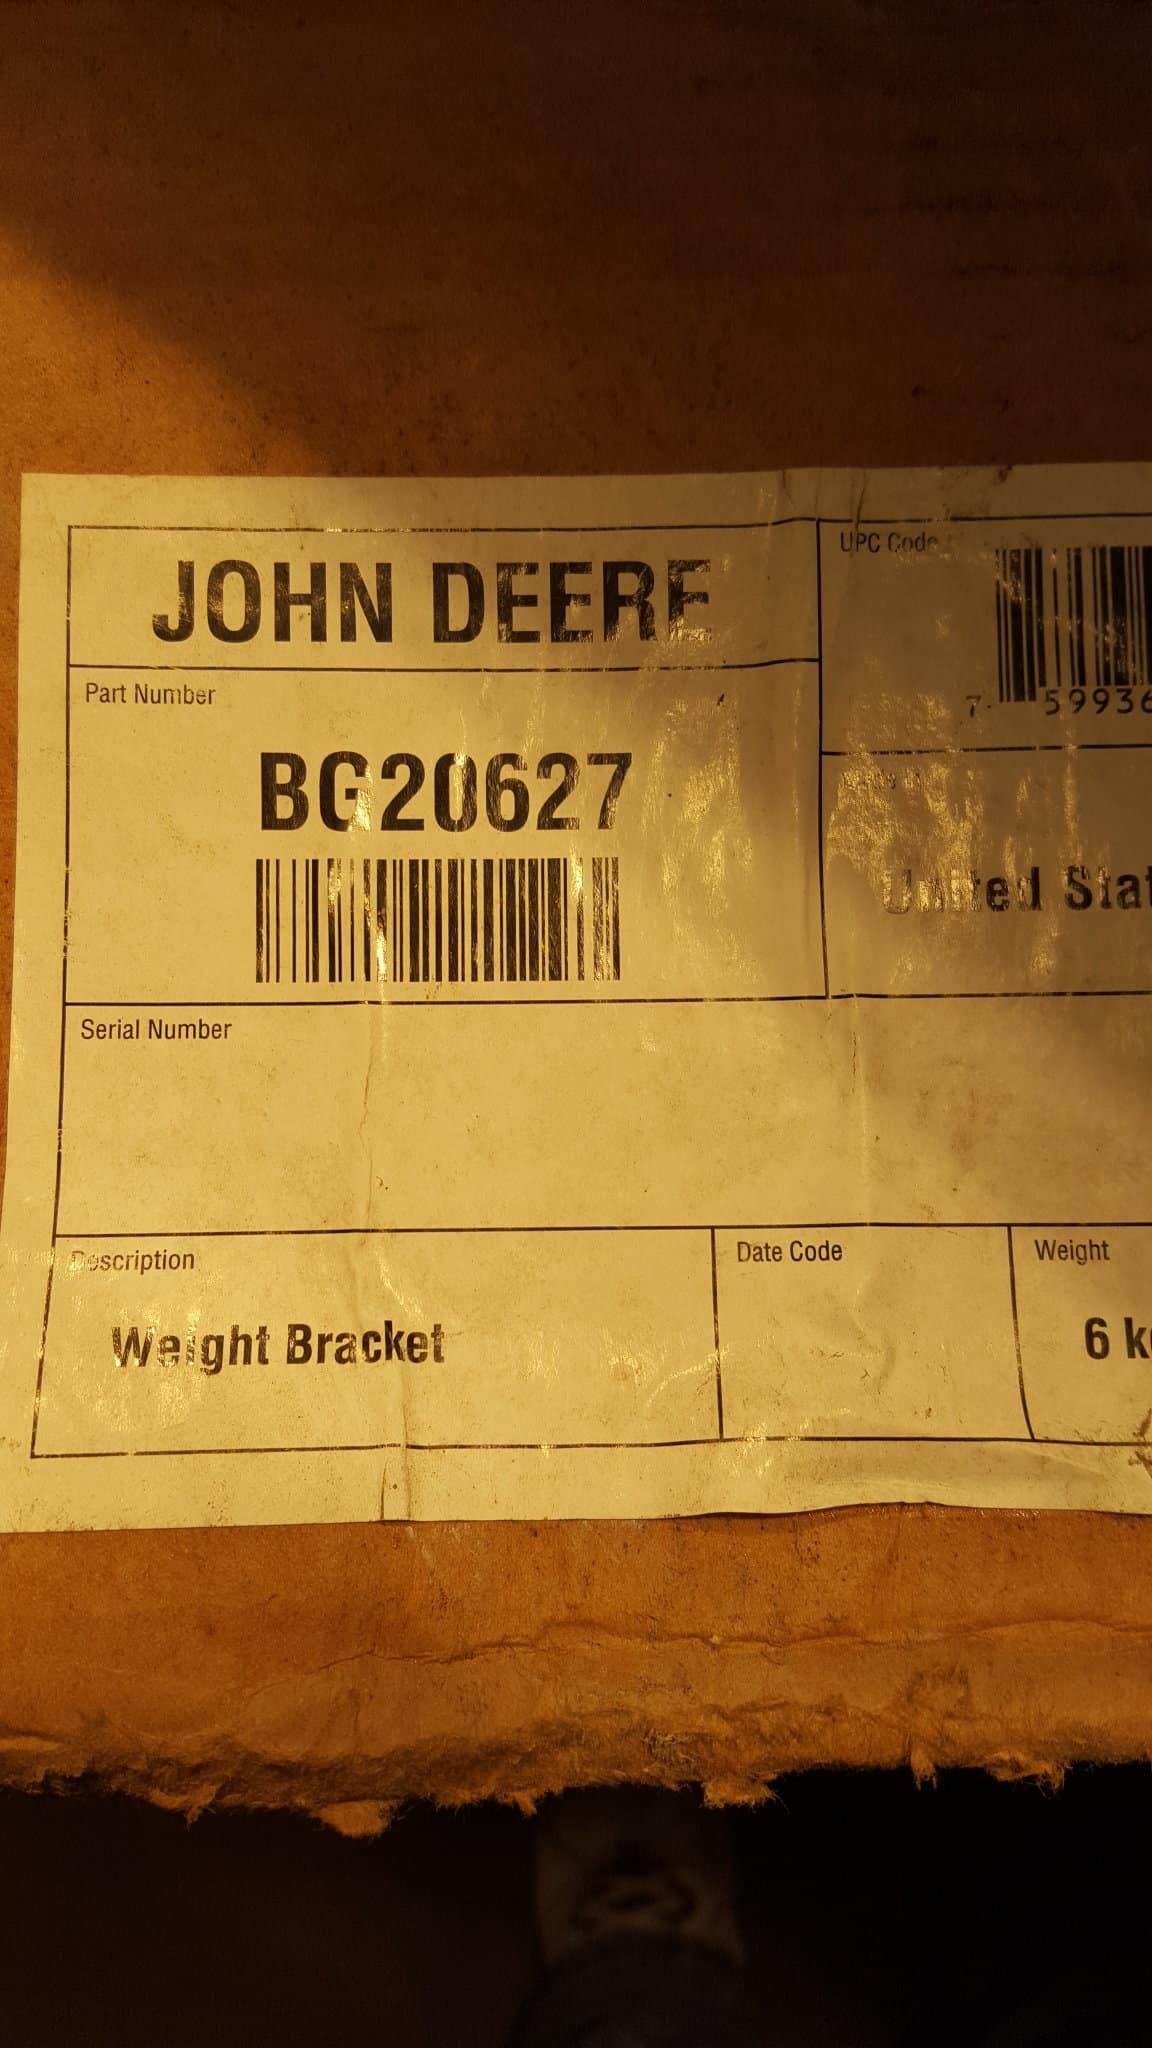 JOHN DEERE
UPC Code
7 59936
Part Number
BG20627
United Stat
Serial Number
Description
Weight Bracket
Date Code
Weight
6 k